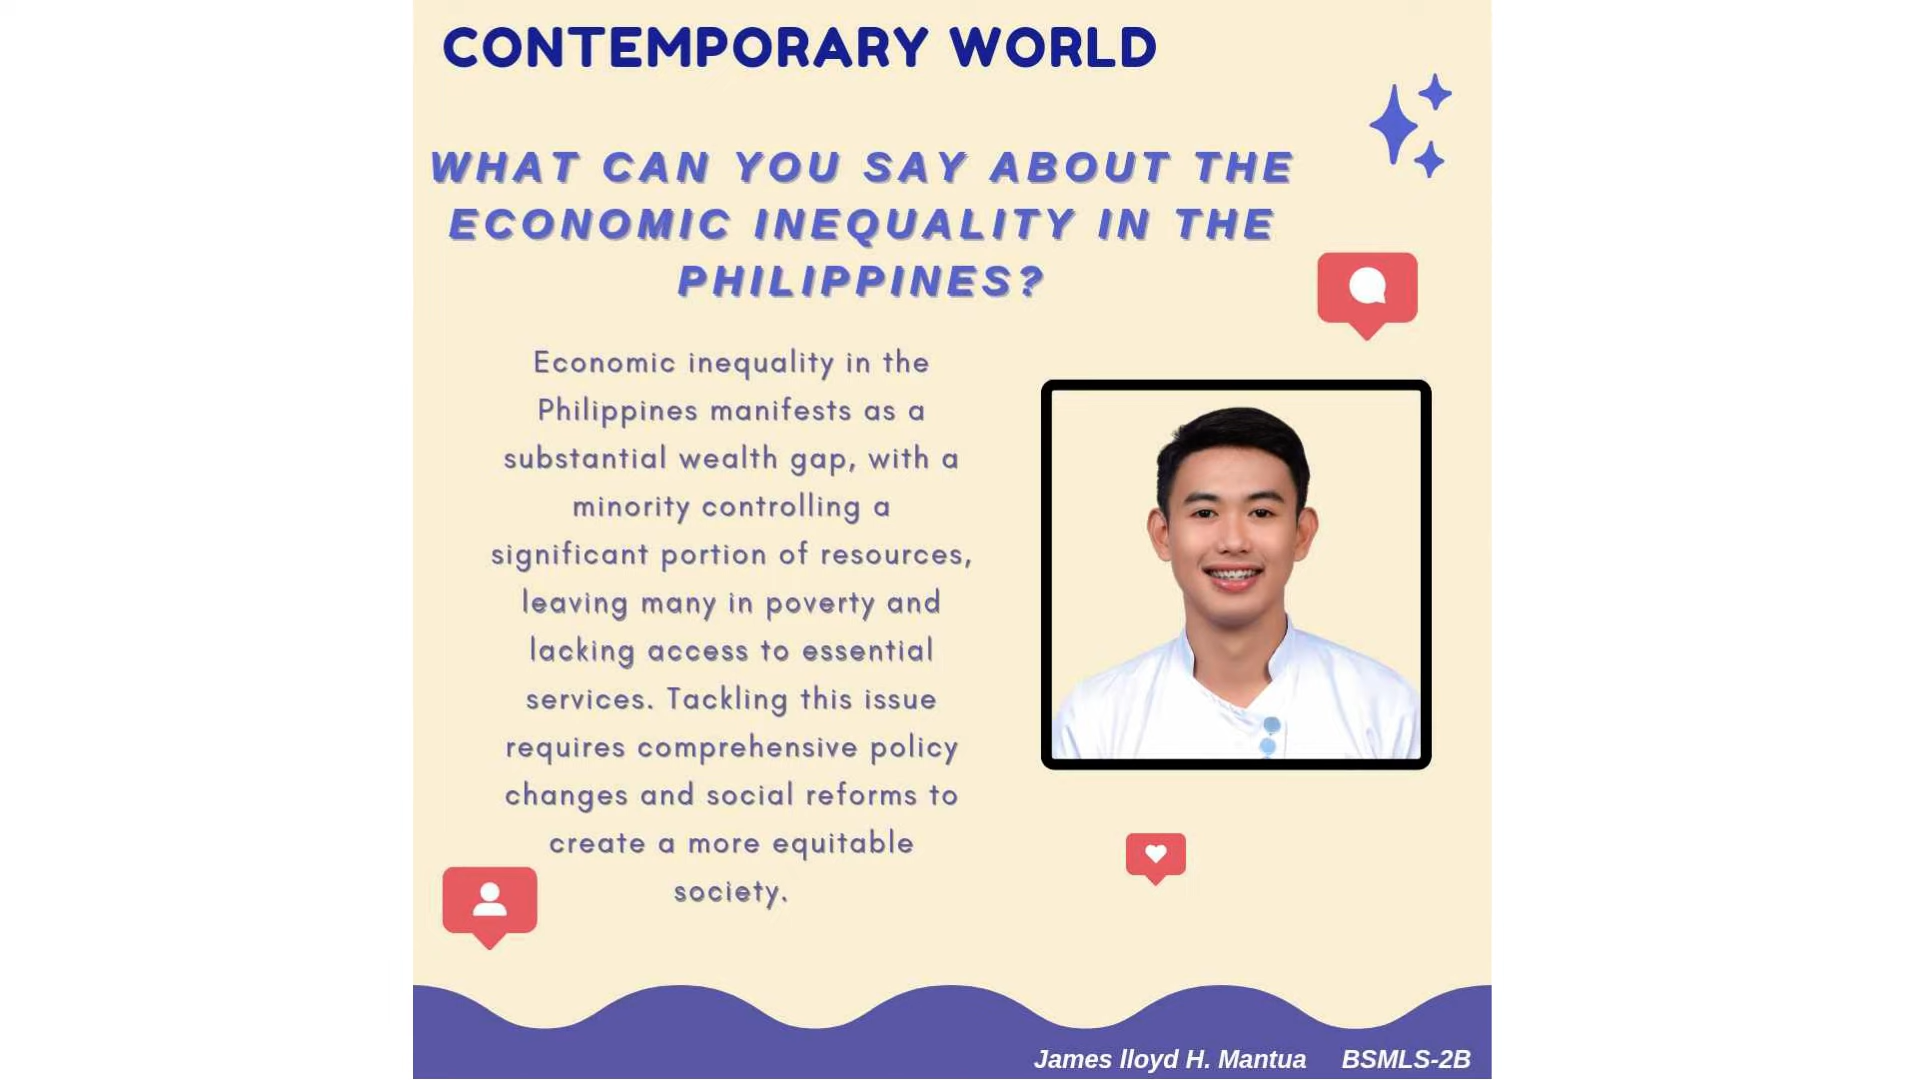 CONTEMPORARY WORLD
WHAT CAN YOU SAY ABOUT THE
ECONOMIC INEQUALITY IN THE
PHILIPPINES?
Economic inequality in the
Philippines manifests as a
substantial wealth gap, with a
minority controlling a
significant portion of resources,
leaving many in poverty and
lacking access to essential
services. Tackling this issue
requires comprehensive policy
changes and social reforms to
create a more equitable
society.
James lloyd H. Mantua BSMLS-2B